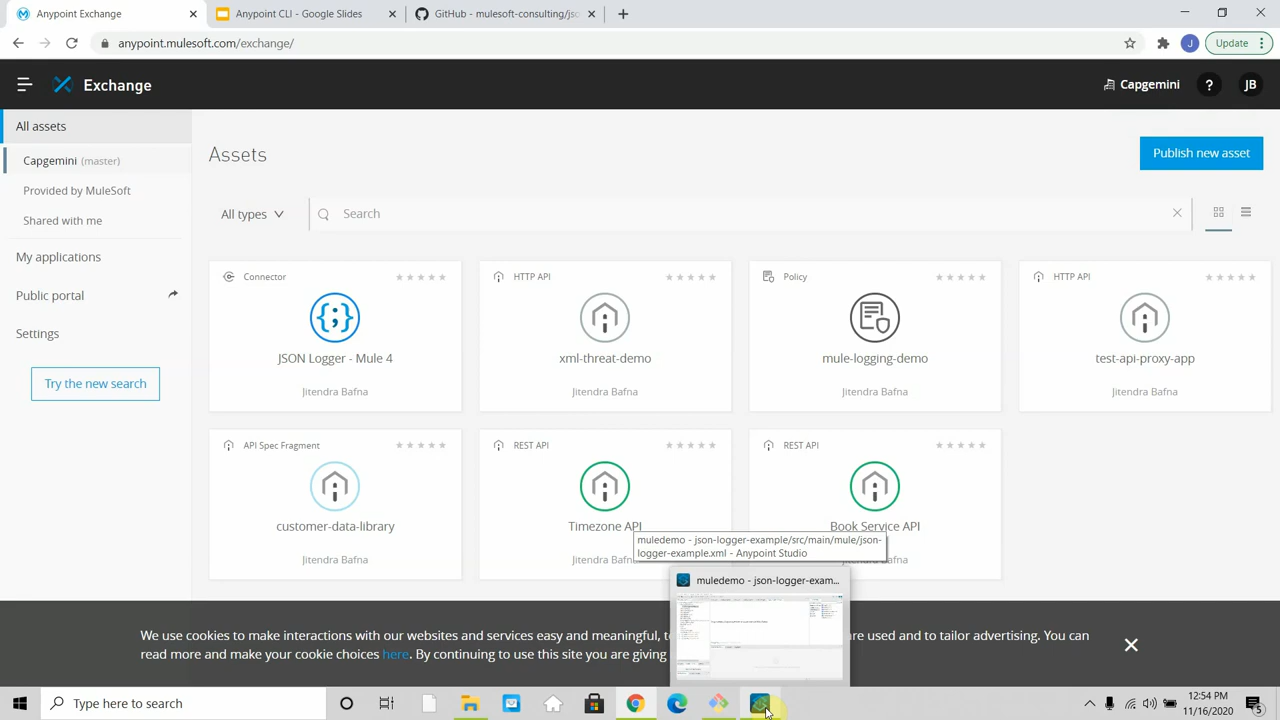 Anypoint Exchange
Anypoint CLI - Google Slides
GitHub - mulesoft-consulting/jso
anypoint.mulesoft.com/exchange/
J
Update
Exchange
Capgemini
?
JB
All assets
Capgemini (master)
Provided by MuleSoft
Shared with me
My applications
Public portal
Settings
Try the new search
Assets
Publish new asset
All types
Search
Connector
JSON Logger - Mule 4
Jitendra Bafna
HTTP API
xml-threat-demo
Jitendra Bafna
Policy
mule-logging-demo
Jitendra Bafna
HTTP API
test-api-proxy-app
Jitendra Bafna
API Spec Fragment
customer-data-library
Jitendra Bafna
REST API
Timezone API
REST API
Book Service API
muledemo - json-logger-example/src/main/mule/json-
logger-example.xml - Anypoint Studio
muledemo - json-logger-exam...
We use cookies to make interactions with our websites and services easy and meaningful, to
used and to tailor advertising. You can
read more and make your cookie choices here. By continuing to use this site you are giving
Type here to search
12:54 PM
11/16/2020
5